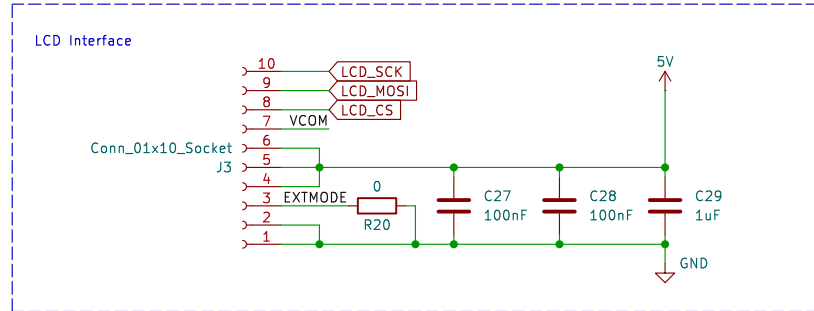 LCD Interface
10
LCD_SCK
9
LCD_MOSI
8
LCD_CS
7
VCOM
6
Conn_01x10_Socket
5
J3
4
3
EXTMODE
0
R20
2
1
5V
C27
100nF
C28
100nF
C29
1uF
GND